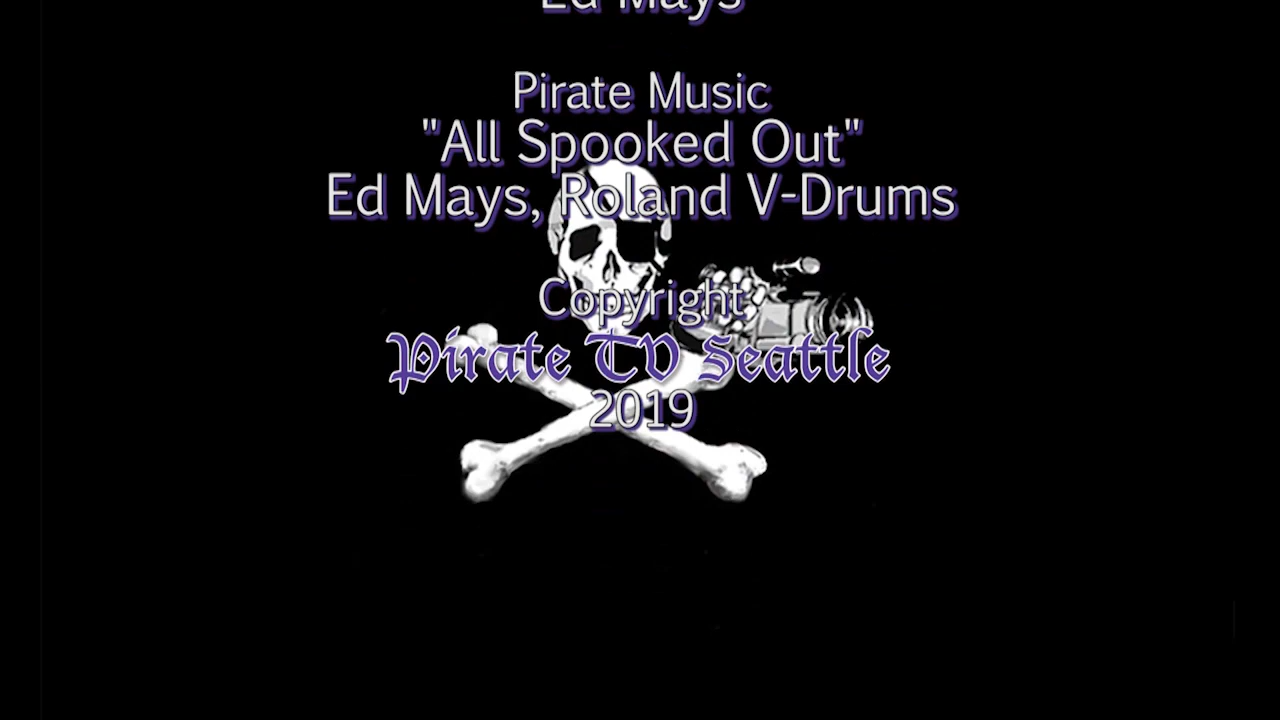 Ed Mays
Pirate Music
"All Spooked Out"
Ed Mays, Roland V-Drums
Copyright
Pirate TV Seattle
2019